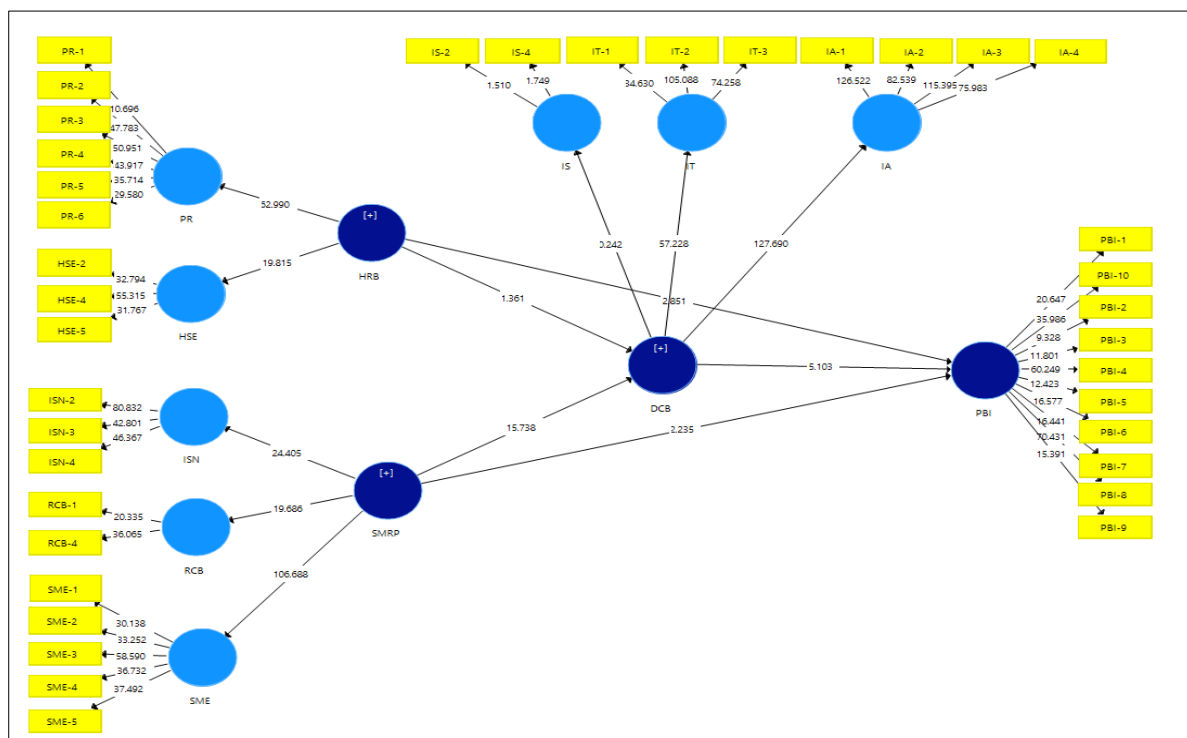 PR-1
PR-2
PR-3
PR-4
PR-5
PR-6
10.696
47.783
50.951
43.917
35.714
29.580
PR
HSE-2
HSE-4
HSE-5
32.794
55.315
31.767
HSE
ISN-2
ISN-3
ISN-4
80.832
42.801
46.367
ISN
RCB-1
RCB-4
20.335
36.065
RCB
SME-1
SME-2
SME-3
SME-4
SME-5
30.138
33.252
58.590
36.732
37.492
SME
52.990
19.815
[+]
HRB
24.405
19.686
106.688
[+]
SMRP
IS-2
IS-4
IT-1
IT-2
IT-3
IA-1
IA-2
IA-3
IA-4
1.510
1.749
34.630
105.088
74.258
126.522
82.539
115.395
75.983
IS
IT
IA
0.242
57.228
127.690
1.361
2.851
[+]
DCB
5.103
15.738
2.235
PBI
20.647
35.986
9.328
11.801
60.249
12.423
16.577
16.441
70.431
15.391
PBI-1
PBI-10
PBI-2
PBI-3
PBI-4
PBI-5
PBI-6
PBI-7
PBI-8
PBI-9